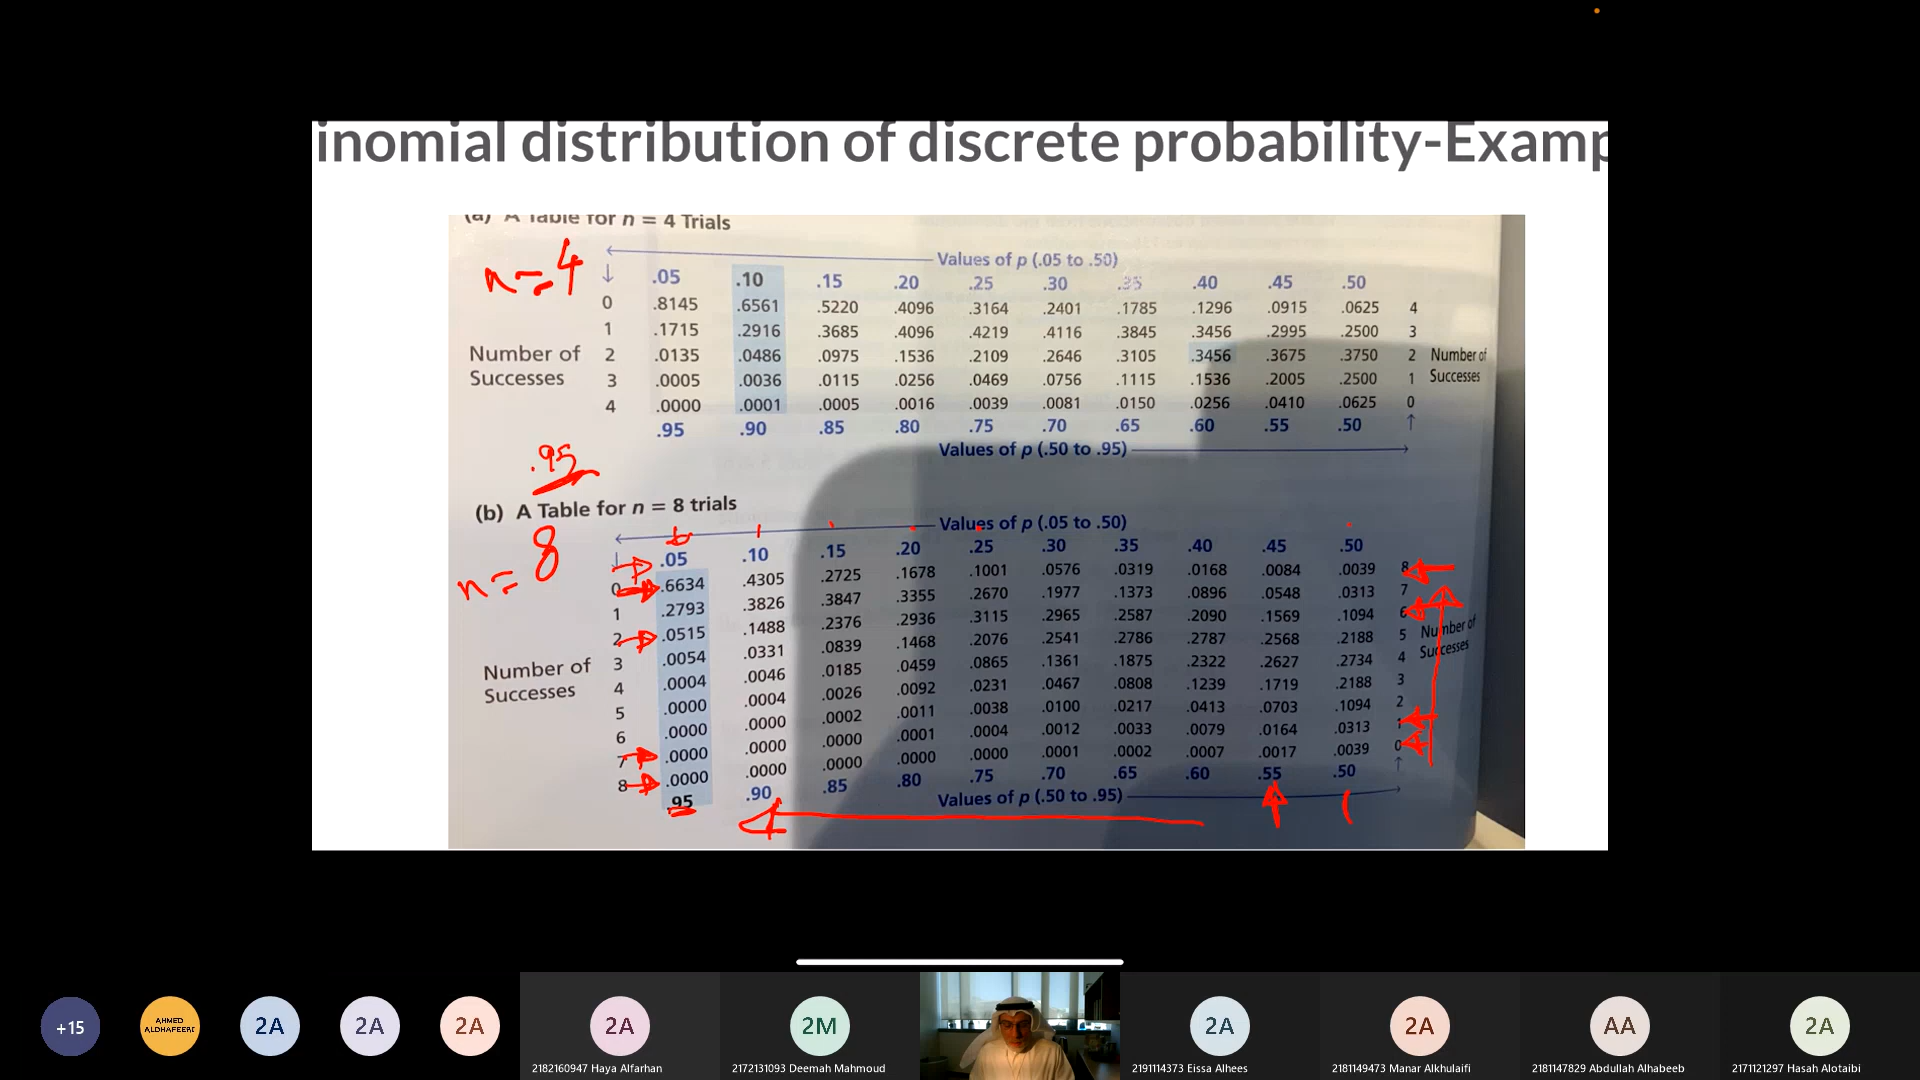 inomial distribution of discrete probability-Examp
(a) A Table for n = 4 Trials
n = 4
Values of p (.05 to .50)
↓ .05 .10 .15 .20 .25 .30 .35 .40 .45 .50
0 .8145 .6561 .5220 .4096 .3164 .2401 .1785 .1296 .0915 .0625 4
1 .1715 .2916 .3685 .4096 .4219 .4116 .3845 .3456 .2995 .2500 3
Number of Successes
2 .0135 .0486 .0975 .1536 .2109 .2646 .3105 .3456 .3675 .3750 2
Number of Successes
3 .0005 .0036 .0115 .0256 .0469 .0756 .1115 .1536 .2005 .2500 1
4 .0000 .0001 .0005 .0016 .0039 .0081 .0150 .0256 .0410 .0625 0
.95 .90 .85 .80 .75 .70 .65 .60 .55 .50 ↑
Values of p (.50 to .95)
.95
(b) A Table for n = 8 trials
n = 8
Values of p (.05 to .50)
↓ .05 .10 .15 .20 .25 .30 .35 .40 .45 .50
0 .6634 .4305 .2725 .1678 .1001 .0576 .0319 .0168 .0084 .0039 8
1 .2793 .3826 .3847 .3355 .2670 .1977 .1373 .0896 .0548 .0313 7
2 .0515 .1488 .2376 .2936 .3115 .2965 .2587 .2090 .1569 .1094 6
3 .0054 .0331 .0839 .1468 .2076 .2541 .2786 .2787 .2568 .2188 5
Number of Successes
4 .0004 .0046 .0185 .0459 .0865 .1361 .1875 .2322 .2627 .2734 4
Number of Successes
5 .0000 .0004 .0026 .0092 .0231 .0467 .0808 .1239 .1719 .2188 3
6 .0000 .0000 .0002 .0011 .0038 .0100 .0217 .0413 .0703 .1094 2
7 .0000 .0000 .0000 .0001 .0004 .0012 .0033 .0079 .0164 .0313 1
8 .0000 .0000 .0000 .0000 .0000 .0001 .0002 .0007 .0017 .0039 0
.95 .90 .85 .80 .75 .70 .65 .60 .55 .50 ↑
Values of p (.50 to .95)
+15
AHMED ALDHAFEERI
2A
2A
2A
2A
2182160947 Haya Alfarhan
2M
2172131093 Deemah Mahmoud
2A
2191114373 Eissa Alhees
2A
2181149473 Manar Alkhulaifi
AA
2181147829 Abdullah Alhabeeb
2A
2171121297 Hasah Alotaibi